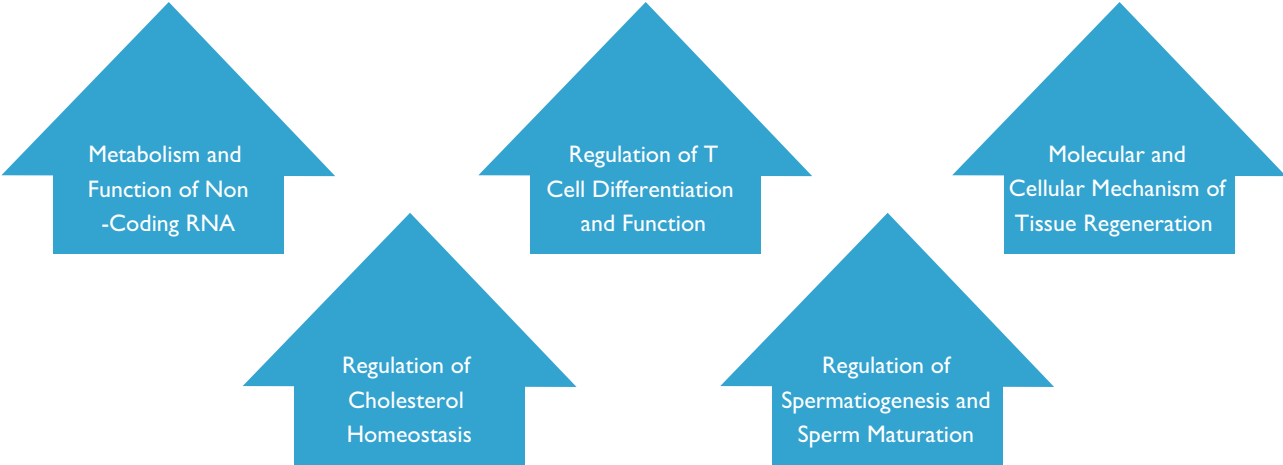 Metabolism and
Function of Non
-Coding RNA
Regulation of T
Cell Differentiation
and Function
Molecular and
Cellular Mechanism of
Tissue Regeneration
Regulation of
Cholesterol
Homeostasis
Regulation of
Spermatiogenesis and
Sperm Maturation